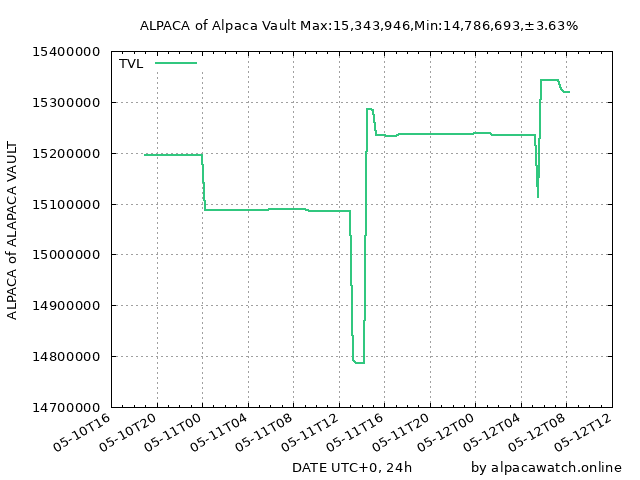 ALPACA of Alpaca Vault Max:15,343,946,Min:14,786,693,±3.63%
TVL
ALPACA of ALAPACA VAULT
15400000
15300000
15200000
15100000
15000000
14900000
14800000
14700000
05-10T16
05-10T20
05-11T00
05-11T04
05-11T08
05-11T12
05-11T16
05-11T20
05-12T00
05-12T04
05-12T08
05-12T12
DATE UTC+0, 24h
by alpacawatch.online